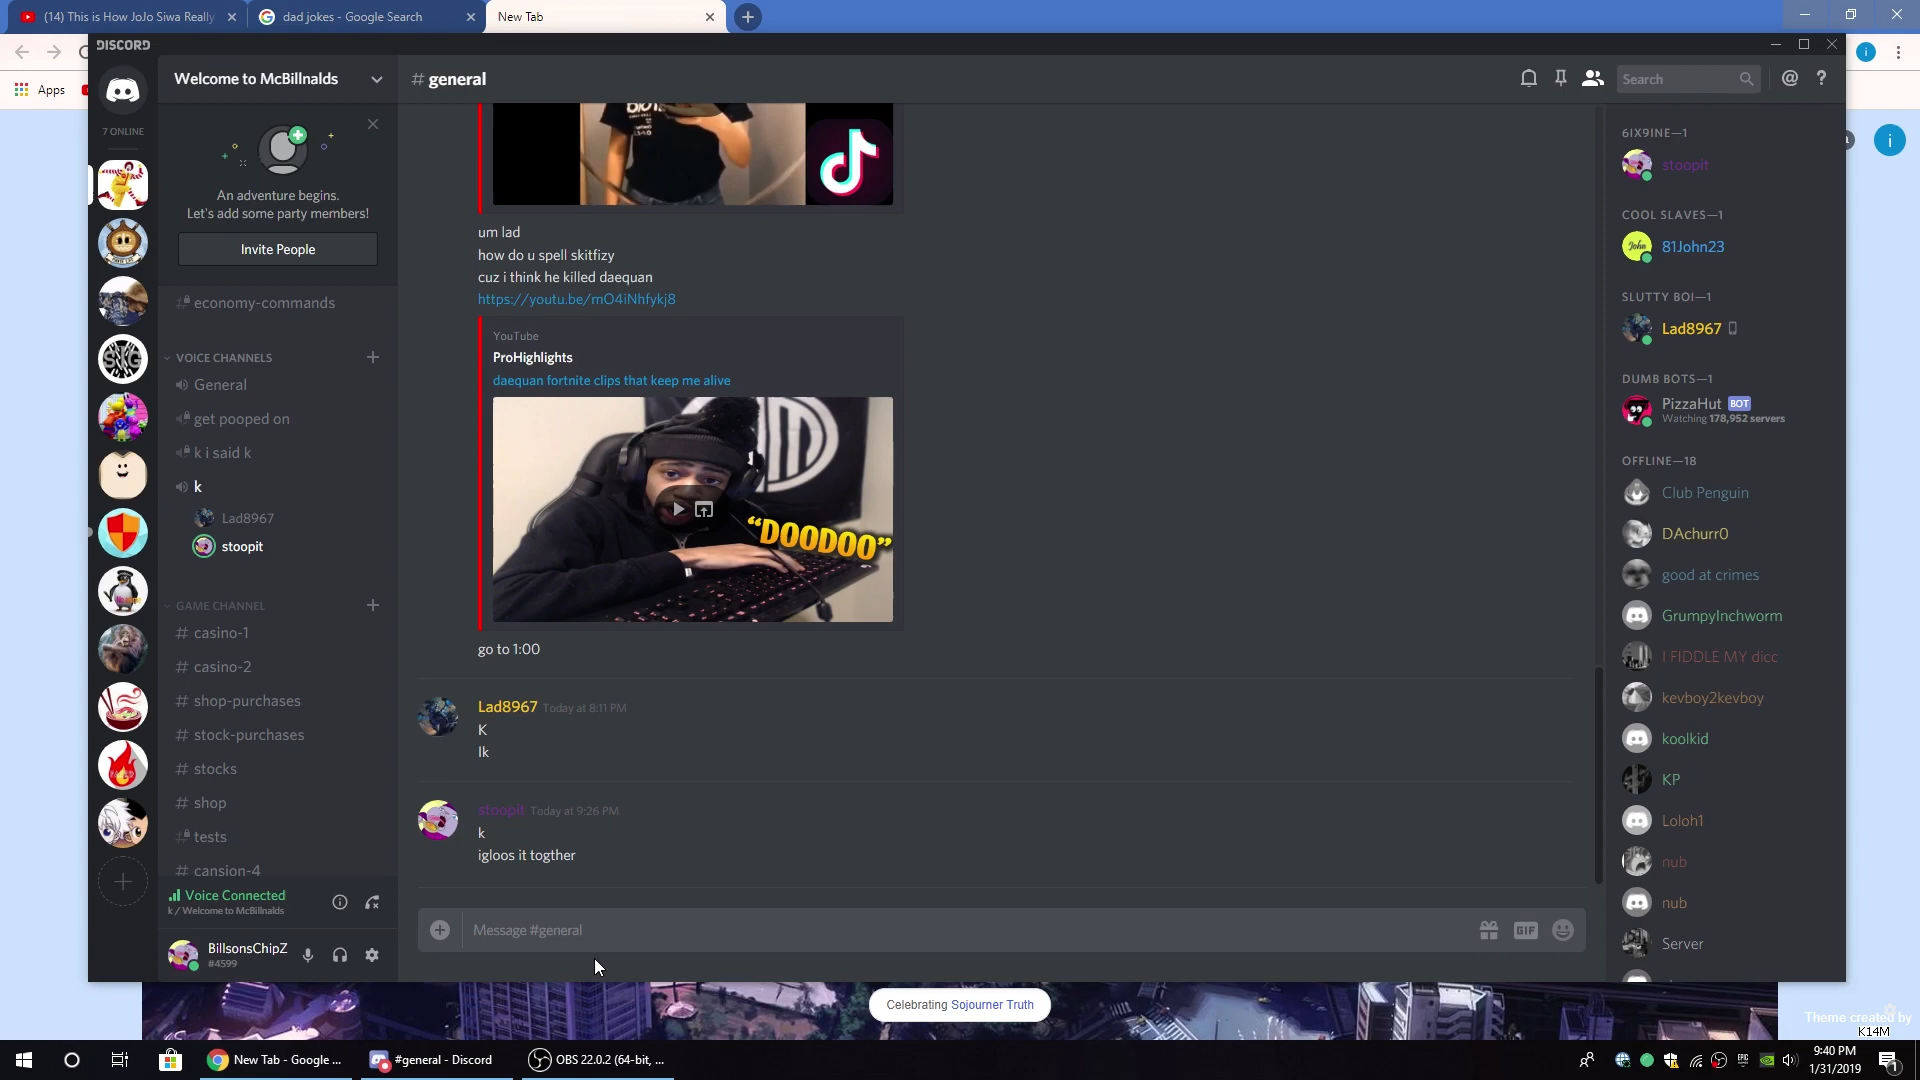 (14) This is How JoJo Siwa Really
dad jokes - Google Search
New Tab
DISCORD
Apps
7 ONLINE
Welcome to McBillnalds
An adventure begins.
Let's add some party members!
Invite People
economy-commands
VOICE CHANNELS
General
get pooped on
k i said k
k
Lad8967
stoopit
GAME CHANNEL
# casino-1
# casino-2
# shop-purchases
# stock-purchases
# stocks
# shop
tests
# cansion-4
Voice Connected
k / Welcome to McBillnalds
BillsonsChipZ
#4599
# general
Search
um lad
how do u spell skitfizy
cuz i think he killed daequan
https://youtu.be/mO4iNhfykj8
YouTube
ProHighlights
daequan fortnite clips that keep me alive
"DOODOO"
go to 1:00
Lad8967 Today at 8:11 PM
K
Ik
stoopit Today at 9:26 PM
k
igloos it togther
Message #general
GIF
6IX9INE—1
stoopit
COOL SLAVES—1
John
81John23
SLUTTY BOI—1
Lad8967
DUMB BOTS—1
PizzaHut BOT
Watching 178,952 servers
OFFLINE—18
Club Penguin
DAchurr0
good at crimes
GrumpyInchworm
I FIDDLE MY dicc
kevboy2kevboy
koolkid
KP
Loloh1
nub
nub
Server
Celebrating Sojourner Truth
Theme created by
K14M
New Tab - Google ...
#general - Discord
OBS 22.0.2 (64-bit, ...
9:40 PM
1/31/2019